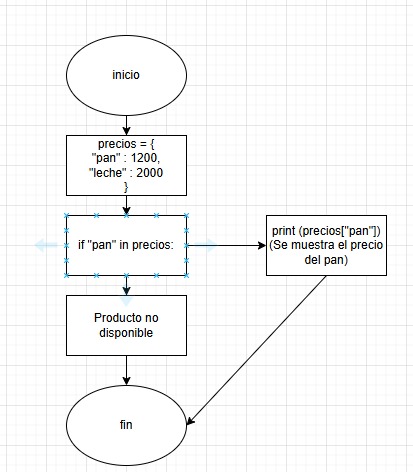 inicio
precios = {
"pan" : 1200,
"leche" : 2000
}
if "pan" in precios:
print (precios["pan"])
(Se muestra el precio
del pan)
Producto no
disponible
fin